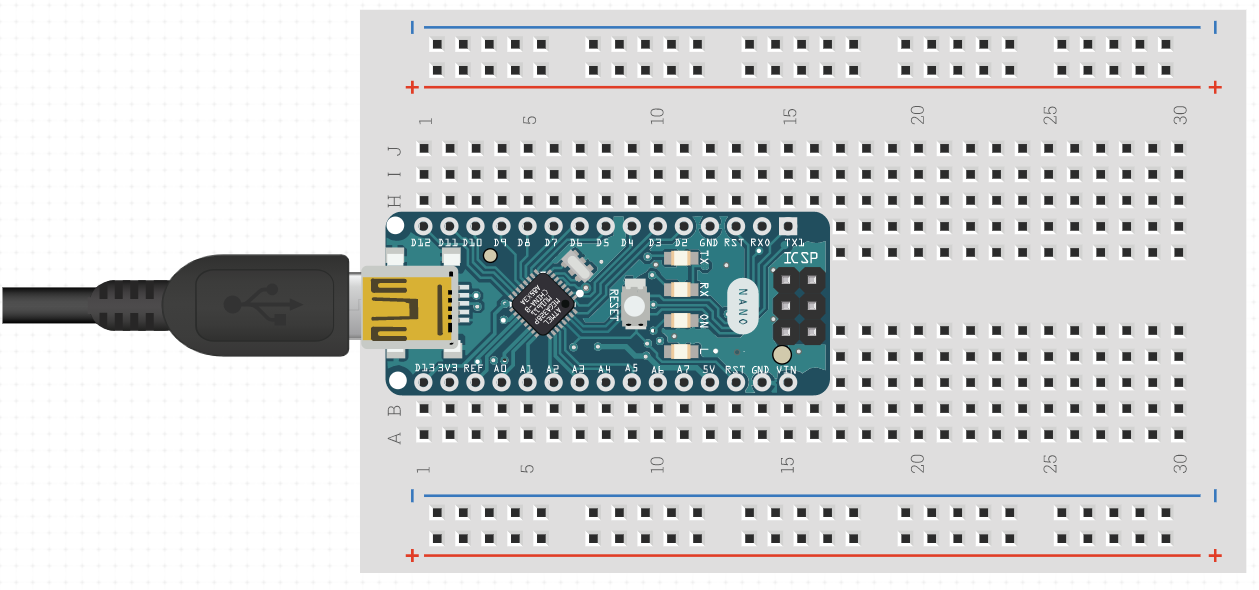 1 5 10 15 20 25 30
J
I
H
D12 D11 D10 D9 D8 D7 D6 D5 D4 D3 D2 GND RST RX0 TX1
TX
ICSP
RX
RESET
NANO
ON
L
D13 3V3 REF A0 A1 A2 A3 A4 A5 A6 A7 5V RST GND VIN
B
A
1 5 10 15 20 25 30